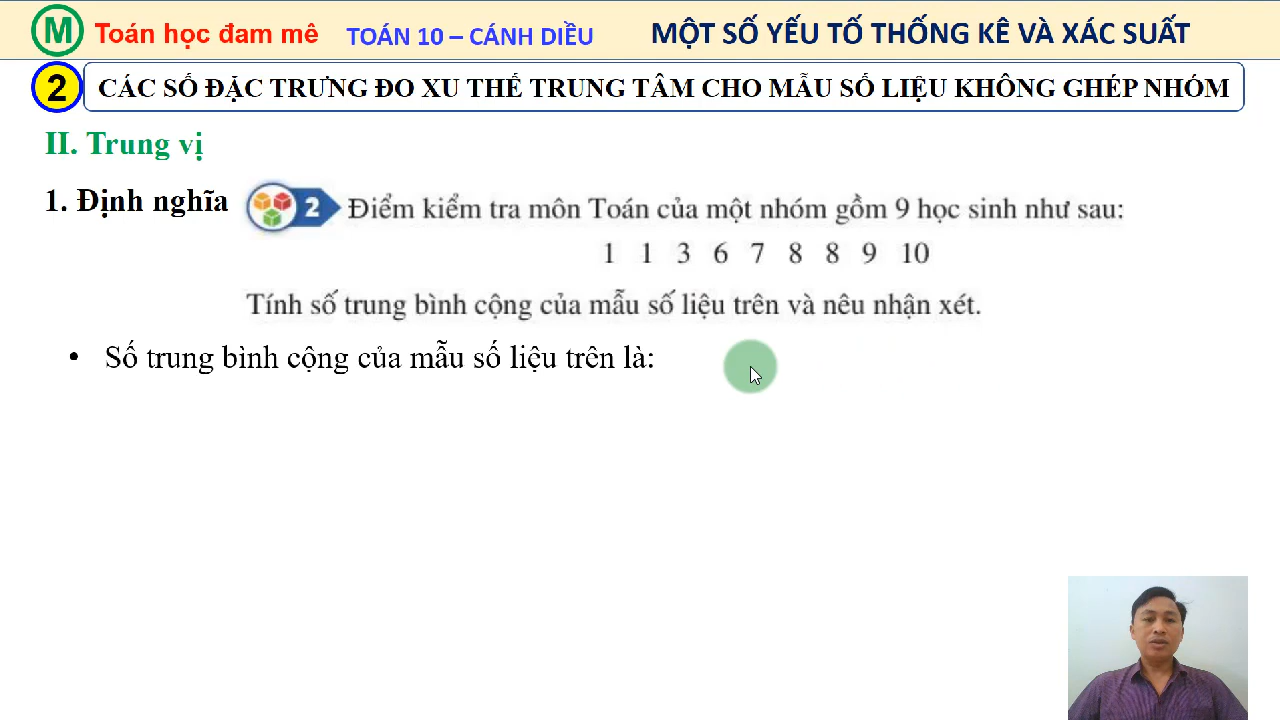 M Toán học đam mê TOÁN 10 – CÁNH DIỀU MỘT SỐ YẾU TỐ THỐNG KÊ VÀ XÁC SUẤT
2 CÁC SỐ ĐẶC TRƯNG ĐO XU THẾ TRUNG TÂM CHO MẪU SỐ LIỆU KHÔNG GHÉP NHÓM
II. Trung vị
1. Định nghĩa 2 Điểm kiểm tra môn Toán của một nhóm gồm 9 học sinh như sau:
1 1 3 6 7 8 8 9 10
Tính số trung bình cộng của mẫu số liệu trên và nêu nhận xét.
• Số trung bình cộng của mẫu số liệu trên là: